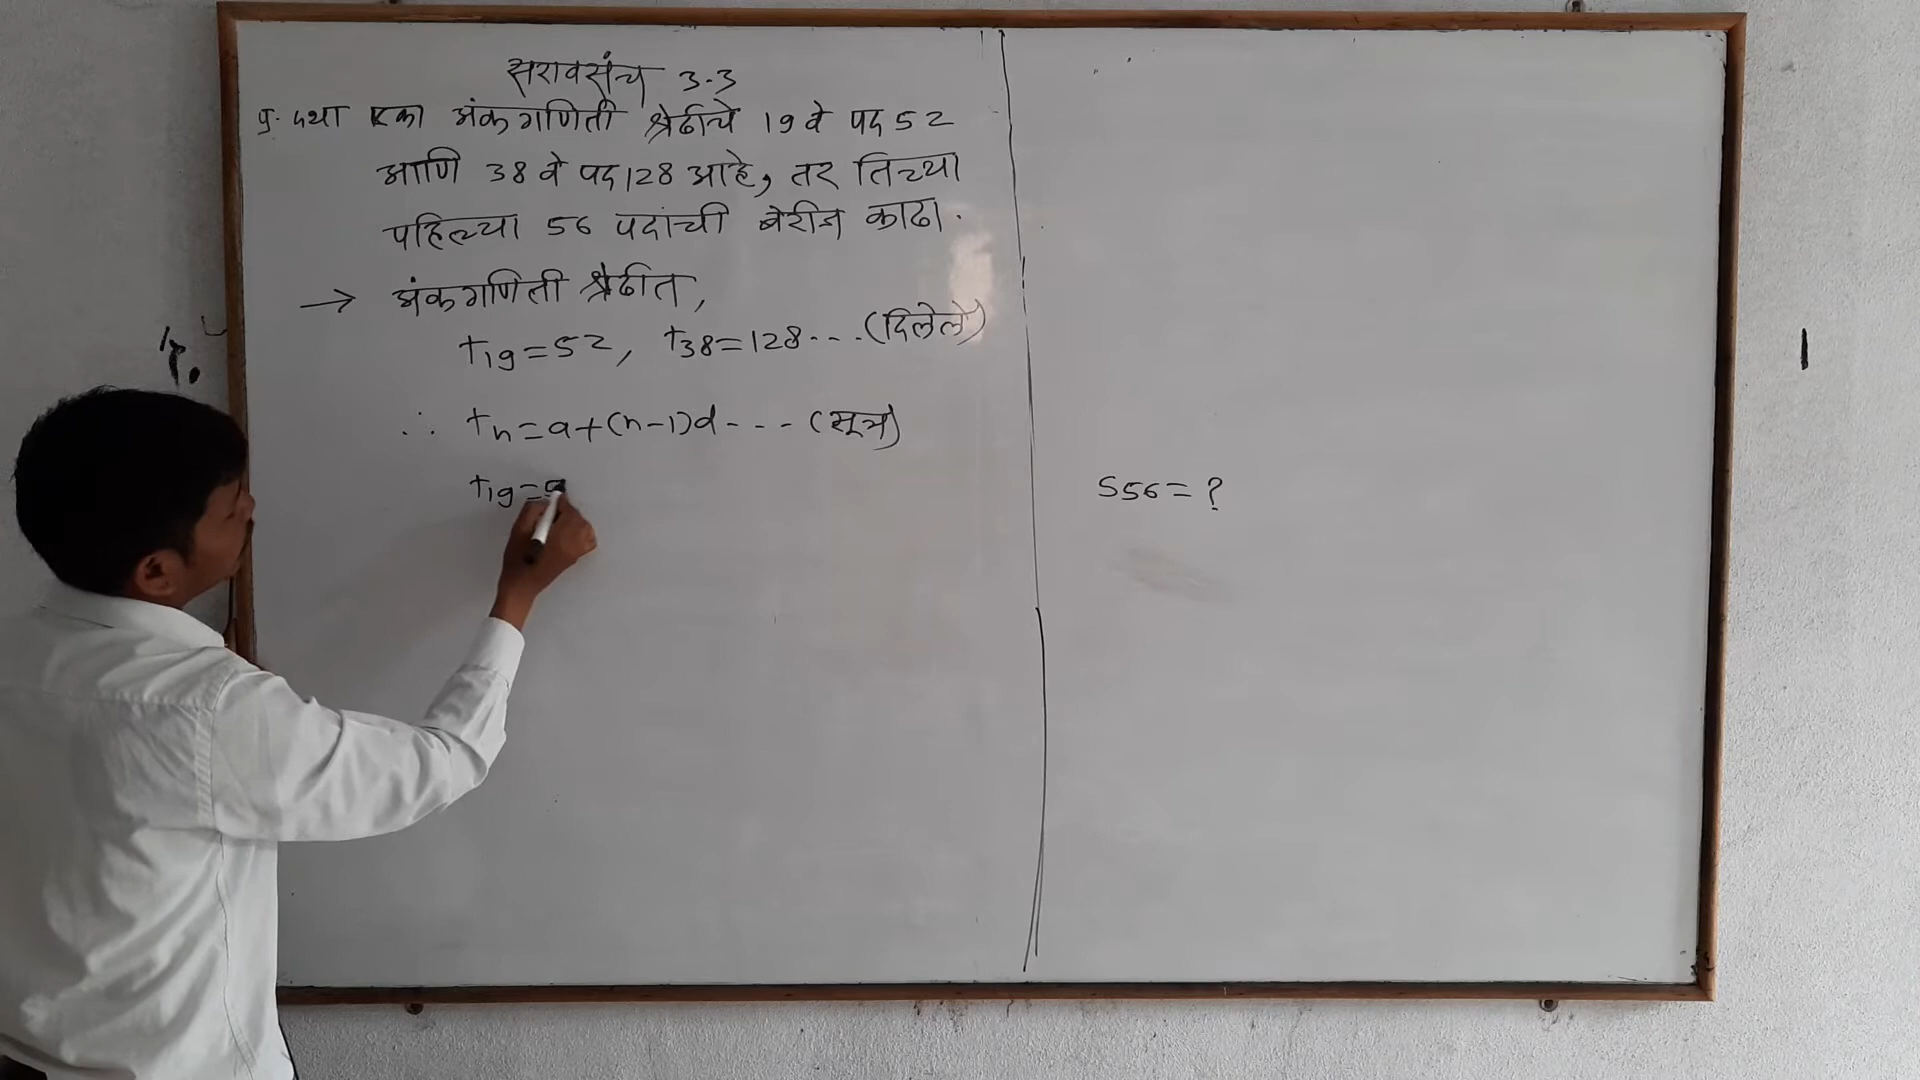 सरावसंच 3.3
प्र. ५था एका अंकगणिती श्रेढीचे 19 वे पद 52
आणि 38 वे पद 128 आहे, तर तिच्या
पहिल्या 56 पदांची बेरीज काढा.
→ अंकगणिती श्रेढीत,
t19 = 52, t38 = 128 --- (दिलेले)
∴ tn = a+(n-1)d --- (सूत्र)
t19 = a
S56 = ?